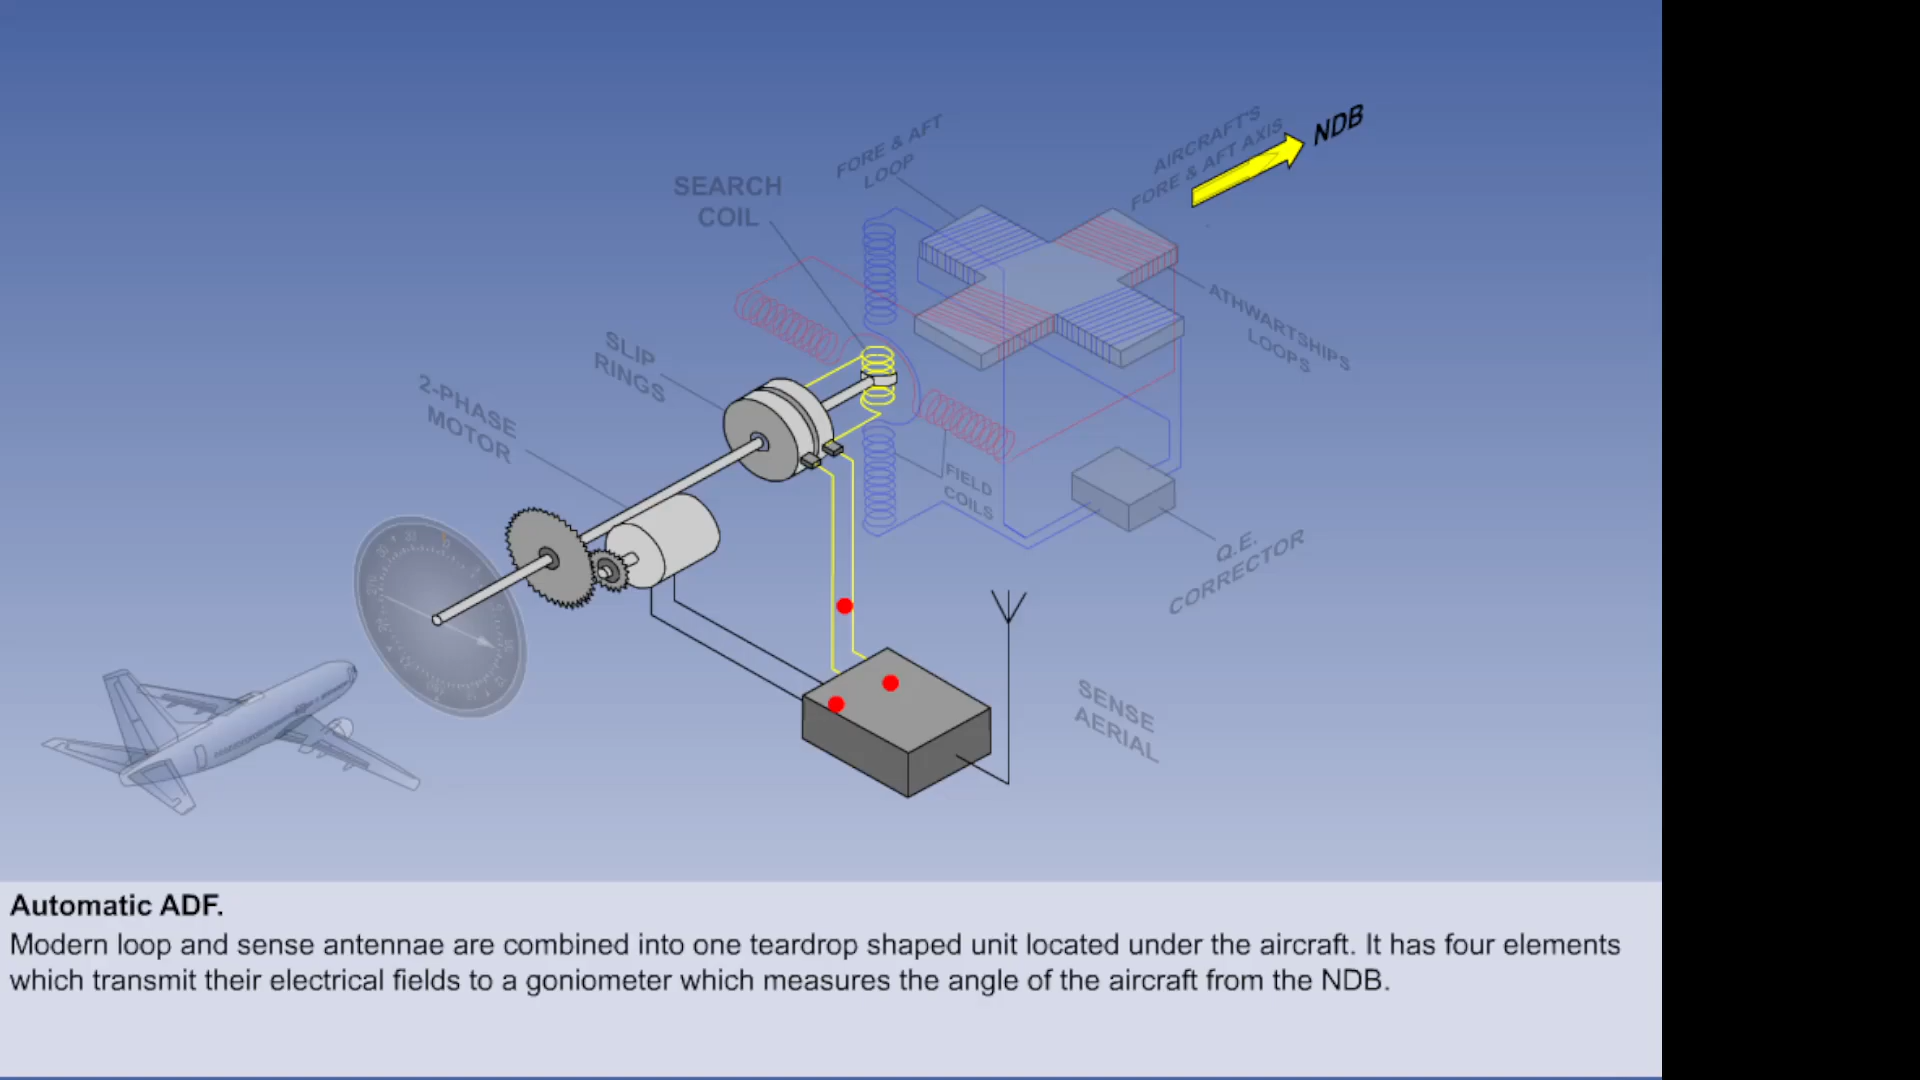 NDB
AIRCRAFT'S
FORE & AFT AXIS
FORE & AFT
LOOP
SEARCH
COIL
ATHWARTSHIPS
LOOPS
SLIP
RINGS
2-PHASE
MOTOR
FIELD
COILS
Q.E.
CORRECTOR
SENSE
AERIAL
Automatic ADF.
Modern loop and sense antennae are combined into one teardrop shaped unit located under the aircraft. It has four elements
which transmit their electrical fields to a goniometer which measures the angle of the aircraft from the NDB.